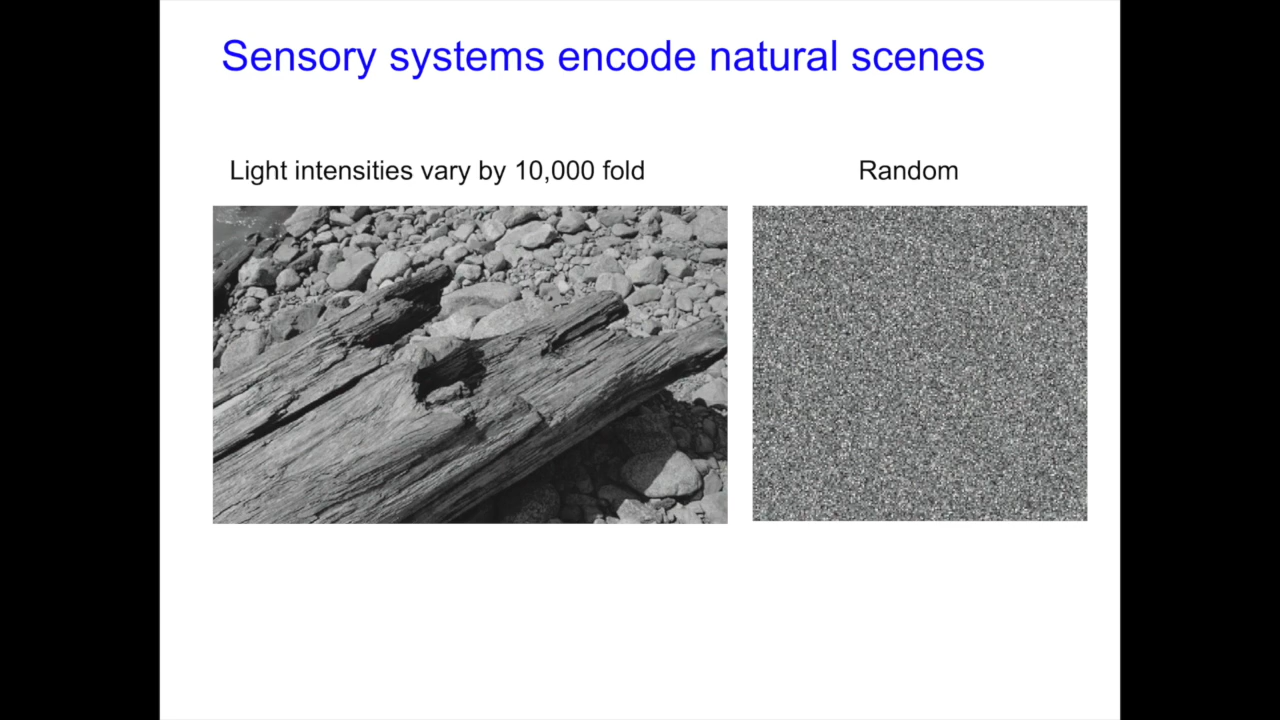 Sensory systems encode natural scenes
Light intensities vary by 10,000 fold
Random